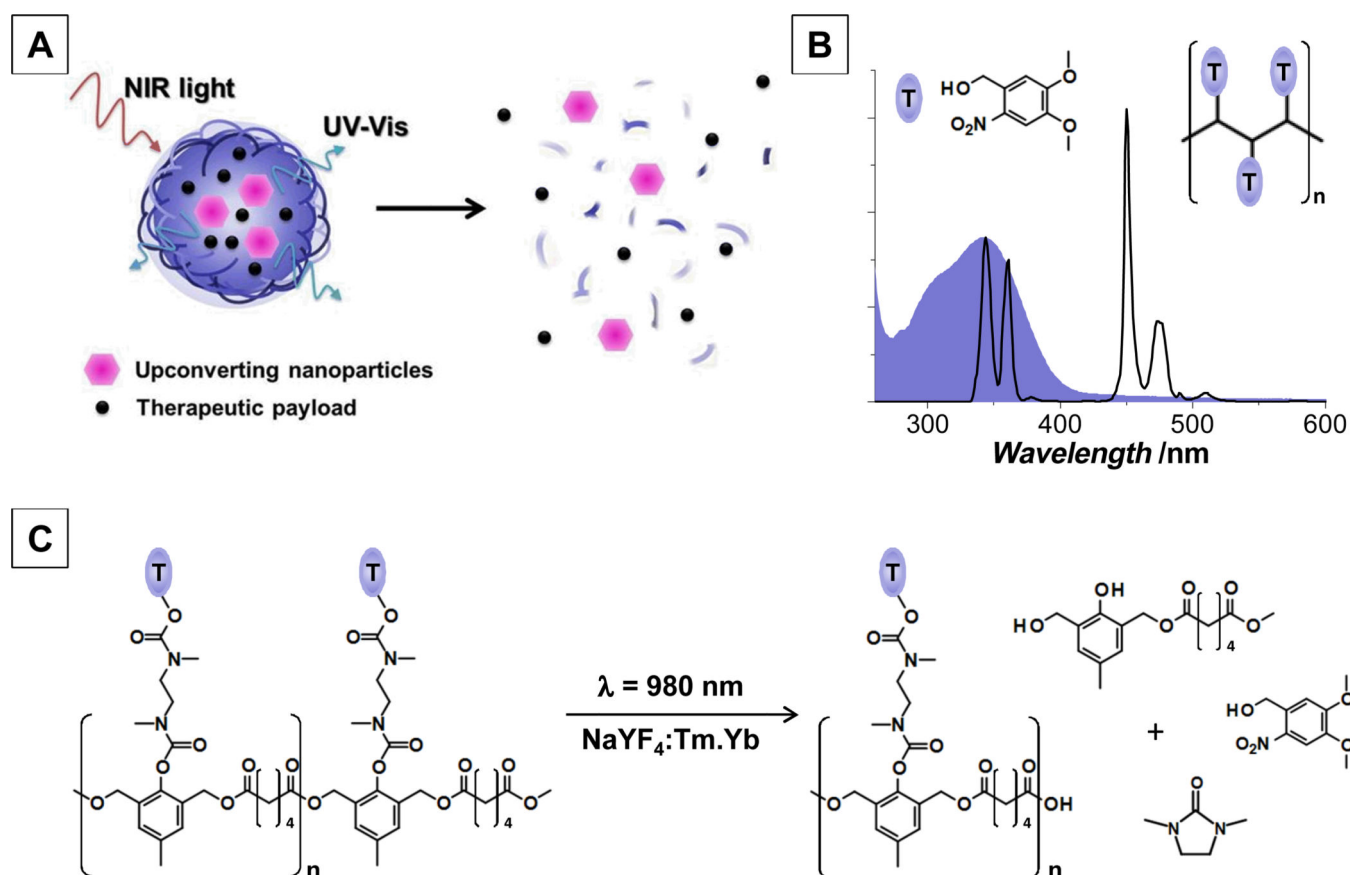 A
NIR light
UV-Vis
Upconverting nanoparticles
Therapeutic payload
B
T
HO
O₂N
O
O
T
T
T
n
300
400
500
600
Wavelength /nm
C
T
T
O
O
N
N
O
O
O
O
O
O
4
n
O
O
N
N
O
O
O
O
O
O
4
O
λ = 980 nm
NaYF₄:Tm.Yb
T
O
O
N
N
O
O
O
O
O
O
4
OH
n
OH
HO
O
O
O
O
4
+
HO
O₂N
O
O
O
N
N